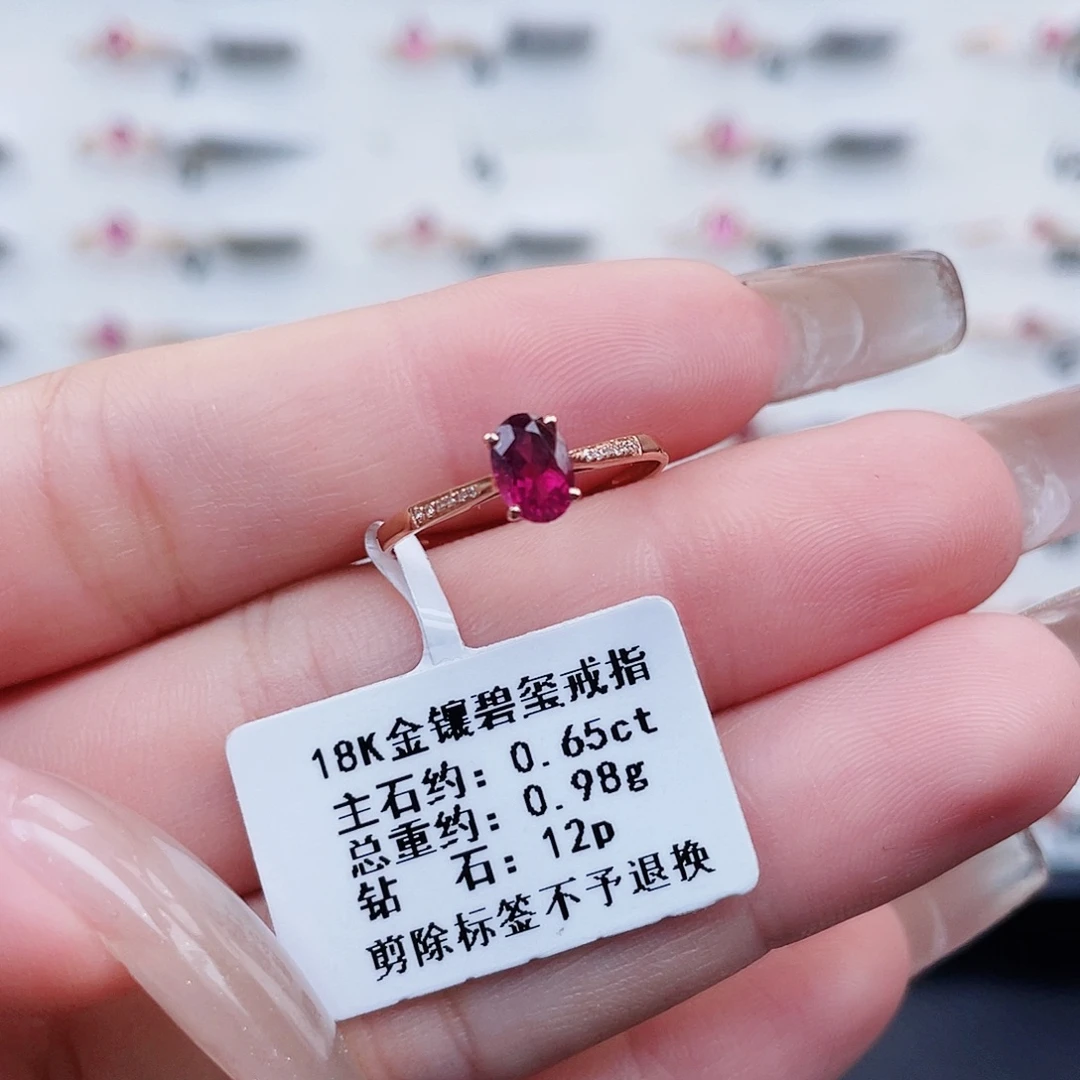 18K金镶碧玺戒指
主石约：0.65ct
总重约：0.98g
钻 石：12p
剪除标签不予退换